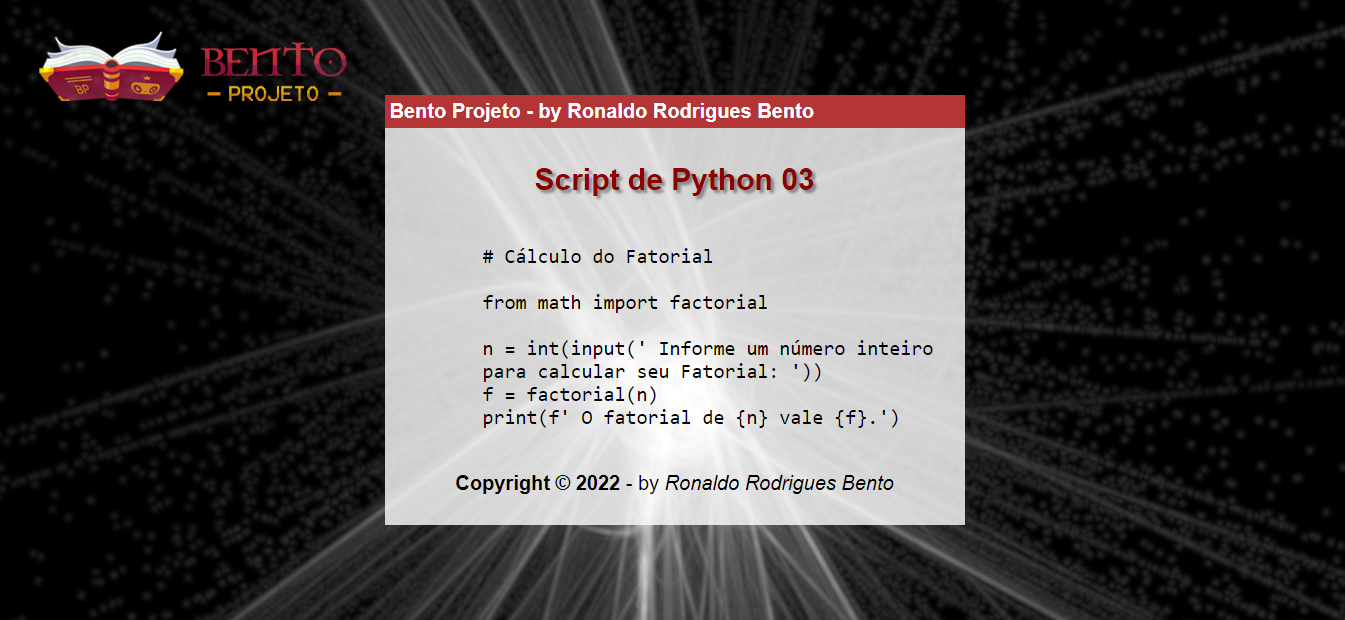 BENTO
- PROJETO -
BP
Bento Projeto - by Ronaldo Rodrigues Bento
Script de Python 03
# Cálculo do Fatorial
from math import factorial
n = int(input(' Informe um número inteiro
para calcular seu Fatorial: '))
f = factorial(n)
print(f' O fatorial de {n} vale {f}.')
Copyright © 2022 - by Ronaldo Rodrigues Bento